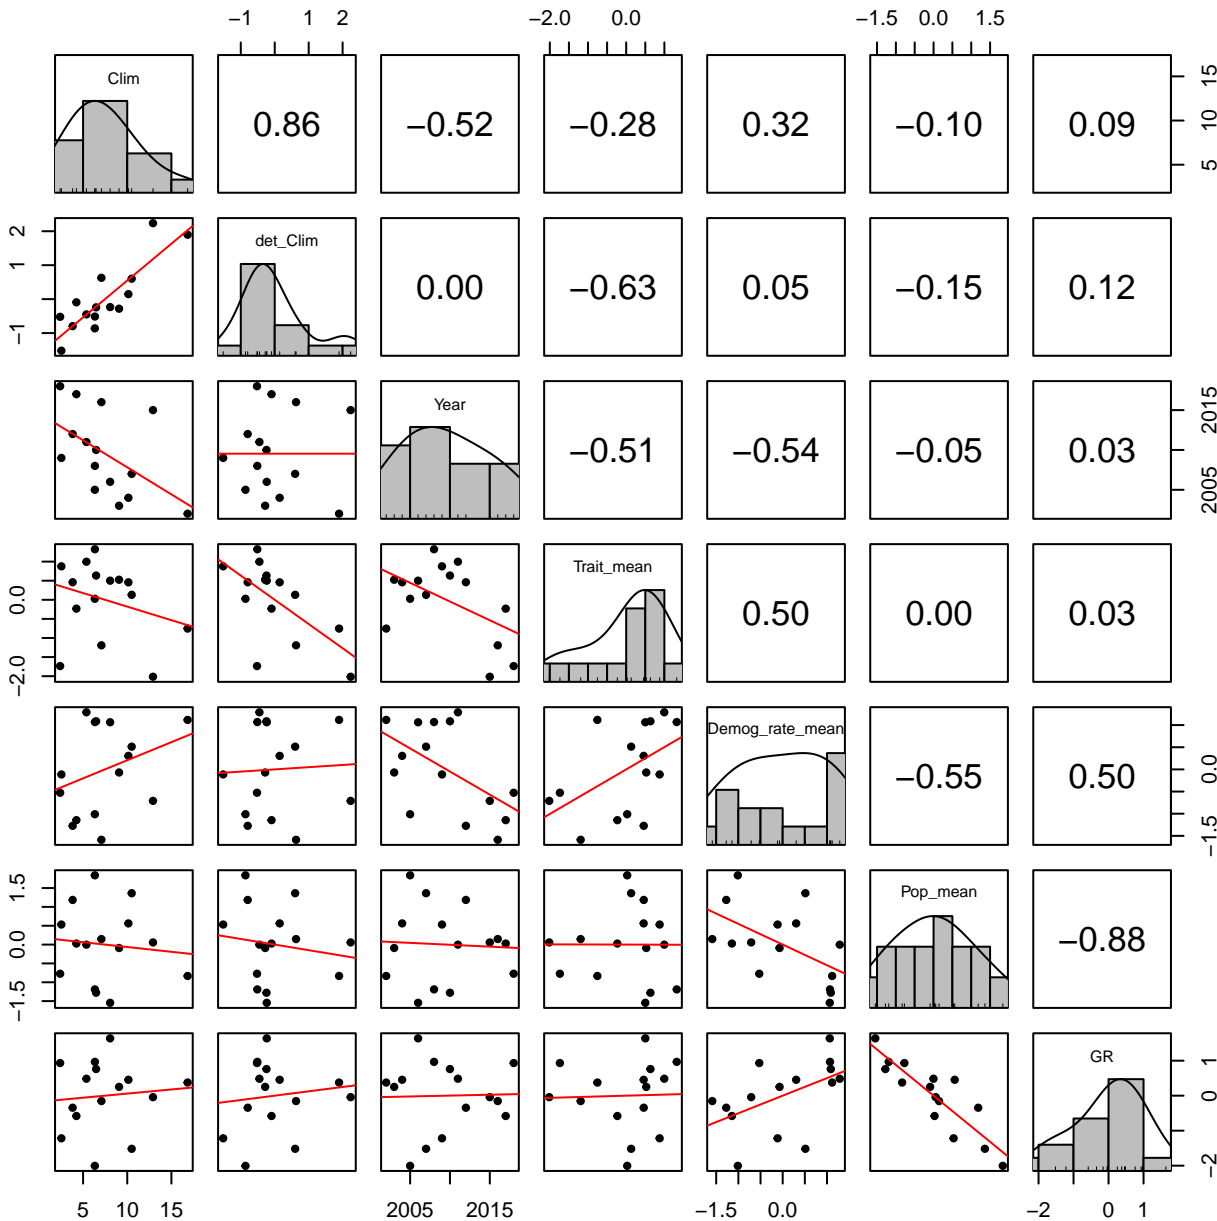 −1 1 2 −2.0 0.0 −1.5 0.0 1.5
Clim 0.86 −0.52 −0.28 0.32 −0.10 0.09 5 10 15
−1 1 2 det_Clim 0.00 −0.63 0.05 −0.15 0.12
Year −0.51 −0.54 −0.05 0.03 2005 2015
−2.0 0.0 Trait_mean 0.50 0.00 0.03
Demog_rate_mean −0.55 0.50 −1.5 0.0
−1.5 0.0 1.5 Pop_mean −0.88
GR −2 0 1
5 10 15 2005 2015 −1.5 0.0 −2 0 1